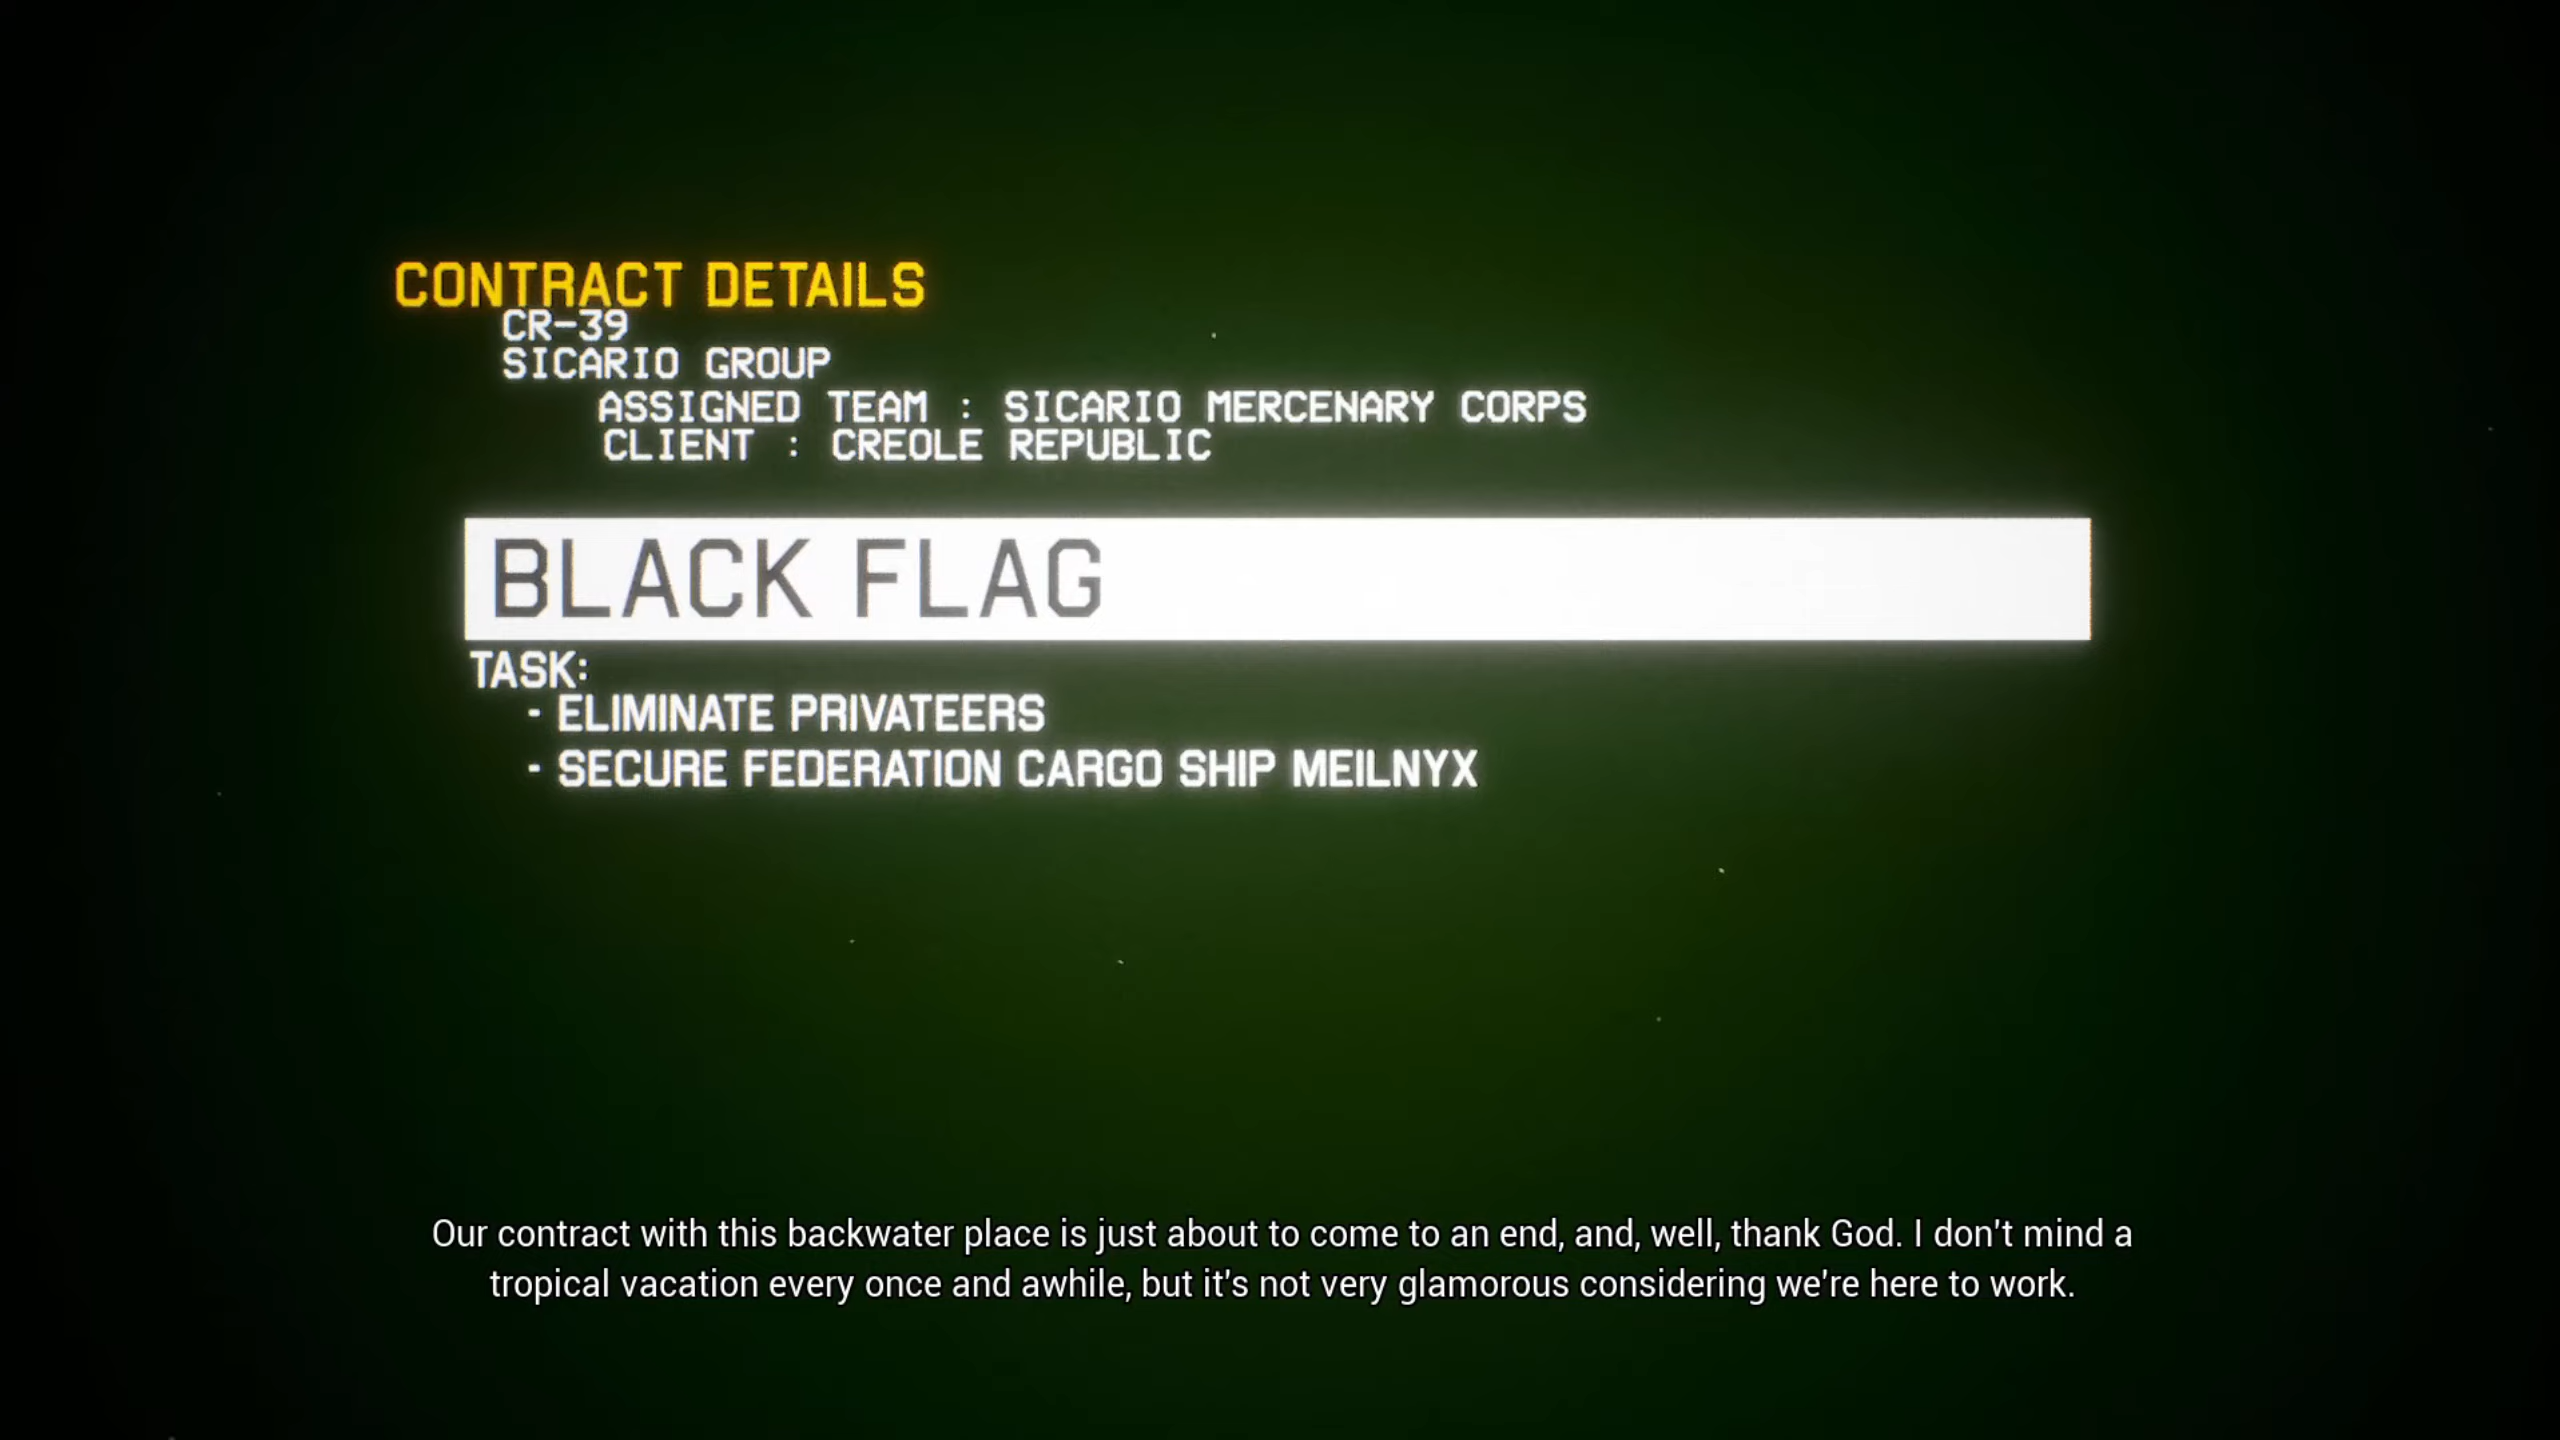 CONTRACT DETAILS
CR-39
SICARIO GROUP
ASSIGNED TEAM : SICARIO MERCENARY CORPS
CLIENT : CREOLE REPUBLIC
BLACK FLAG
TASK:
- ELIMINATE PRIVATEERS
- SECURE FEDERATION CARGO SHIP MEILNYX
Our contract with this backwater place is just about to come to an end, and, well, thank God. I don't mind a
tropical vacation every once and awhile, but it's not very glamorous considering we're here to work.